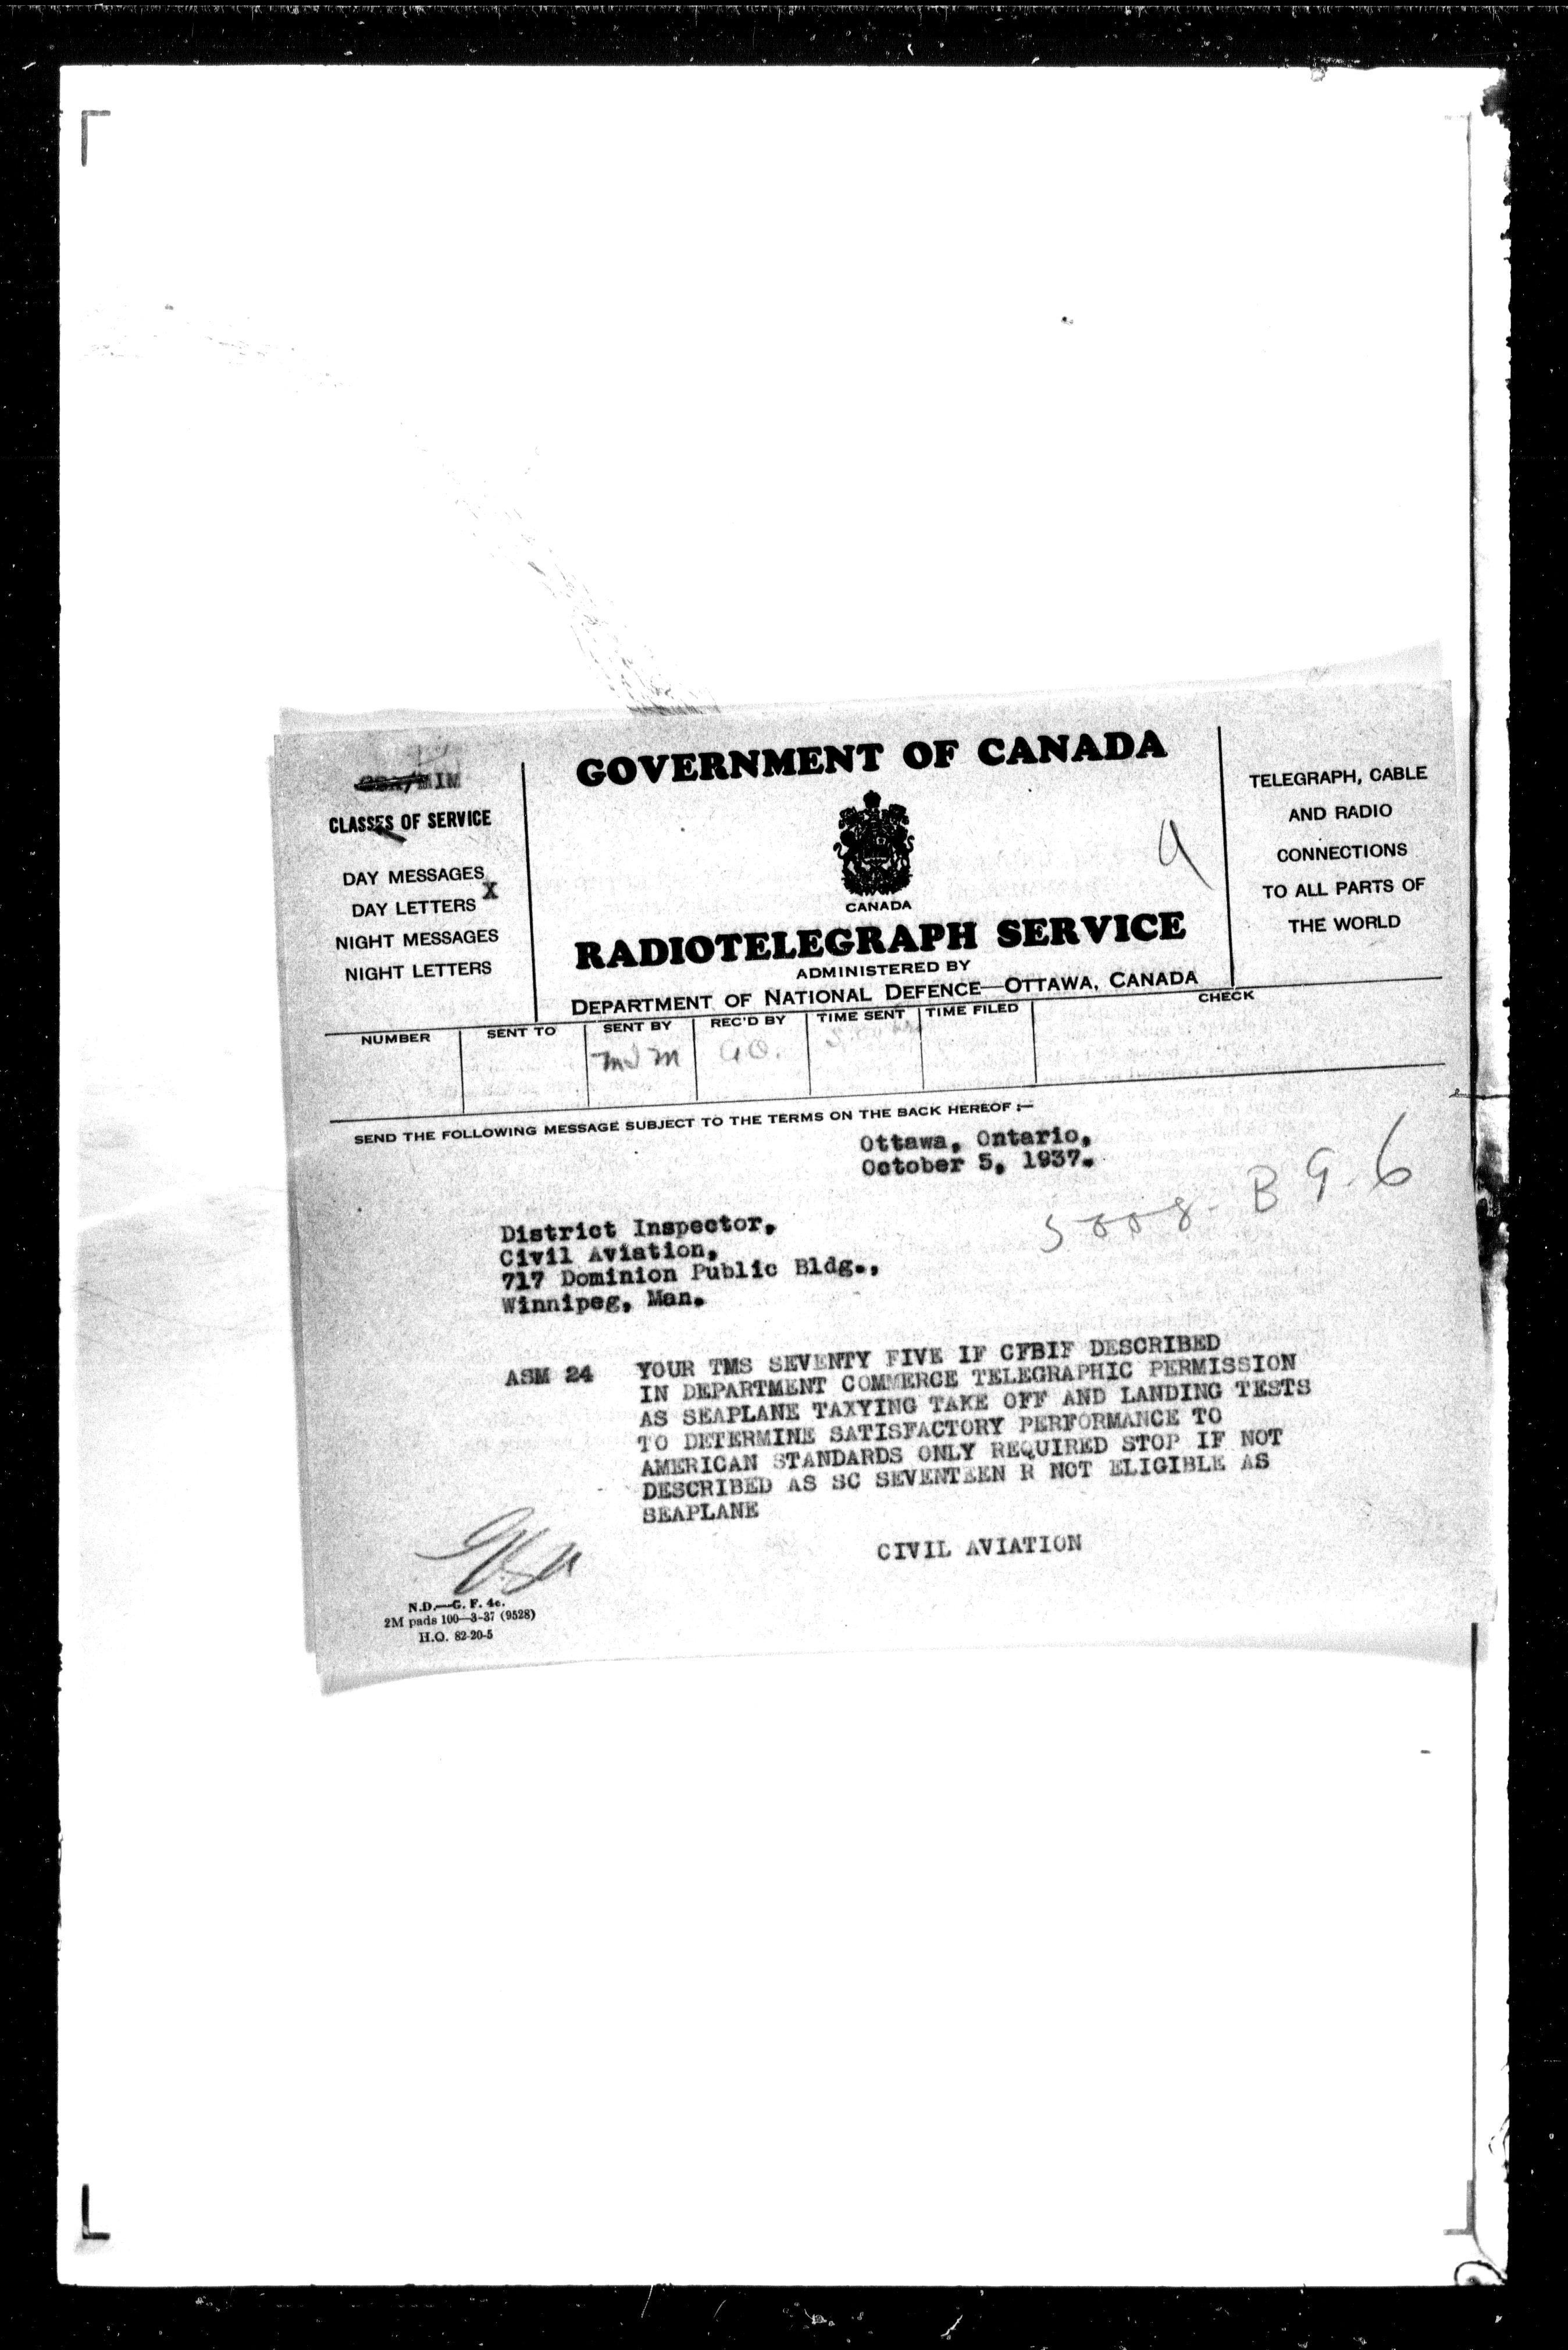 GOVERNMENT OF CANADA
CANADA
RADIOTELEGRAPH SERVICE
ADMINISTERED BY
DEPARTMENT OF NATIONAL DEFENCE—OTTAWA, CANADA
CLASSES OF SERVICE
DAY MESSAGES
DAY LETTERS X
NIGHT MESSAGES
NIGHT LETTERS
TELEGRAPH, CABLE
AND RADIO
CONNECTIONS
TO ALL PARTS OF
THE WORLD
NUMBER SENT TO SENT BY REC'D BY TIME SENT TIME FILED CHECK
SEND THE FOLLOWING MESSAGE SUBJECT TO THE TERMS ON THE BACK HEREOF :—
Ottawa, Ontario,
October 5, 1937.
B 9.6
District Inspector,
Civil Aviation,
717 Dominion Public Bldg.,
Winnipeg, Man.
ASM 24 YOUR TMS SEVENTY FIVE IF CFBIF DESCRIBED
IN DEPARTMENT COMMERCE TELEGRAPHIC PERMISSION
AS SEAPLANE TAXYING TAKE OFF AND LANDING TESTS
TO DETERMINE SATISFACTORY PERFORMANCE TO
AMERICAN STANDARDS ONLY REQUIRED STOP IF NOT
DESCRIBED AS SC SEVENTEEN R NOT ELIGIBLE AS
SEAPLANE
CIVIL AVIATION
N.D.—G. F. 4c.
2M pads 100—3-37 (9528)
H.Q. 82-20-5